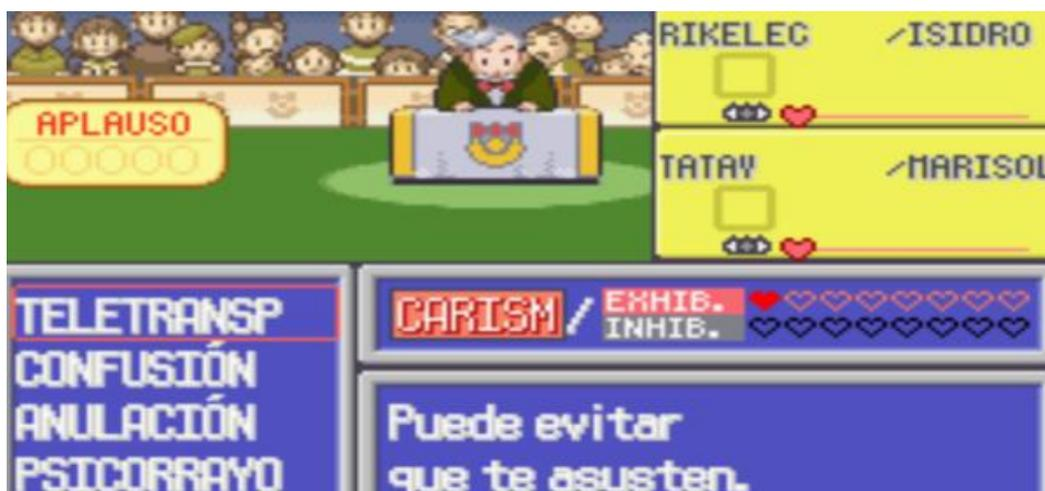 RIKELEC /ISIDRO
APLAUSO
TATAY /MARISOL
TELETRANSP
CONFUSIÓN
ANULACIÓN
PSICORRAYO
CARISM / EXHIB.
INHIB.
Puede evitar
que te asusten.